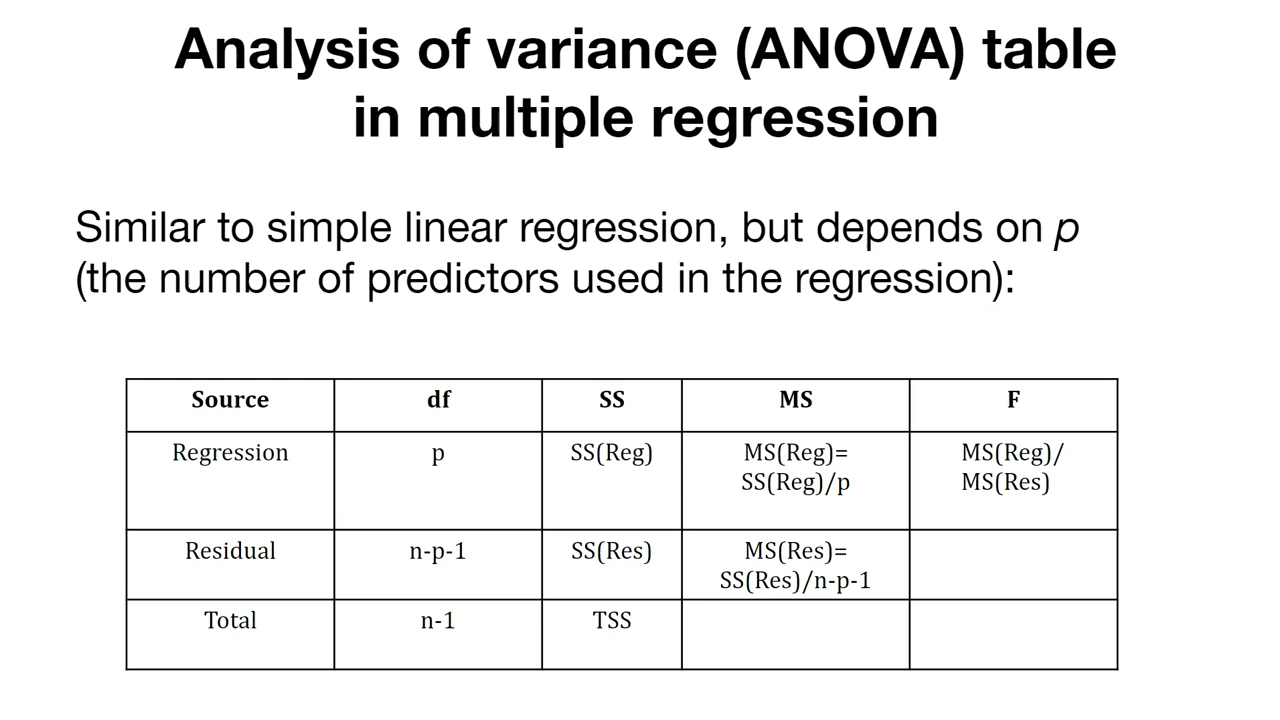 Analysis of variance (ANOVA) table
in multiple regression
Similar to simple linear regression, but depends on p
(the number of predictors used in the regression):
Source df SS MS F
Regression p SS(Reg) MS(Reg)= MS(Reg)/
SS(Reg)/p MS(Res)
Residual n-p-1 SS(Res) MS(Res)=
SS(Res)/n-p-1
Total n-1 TSS